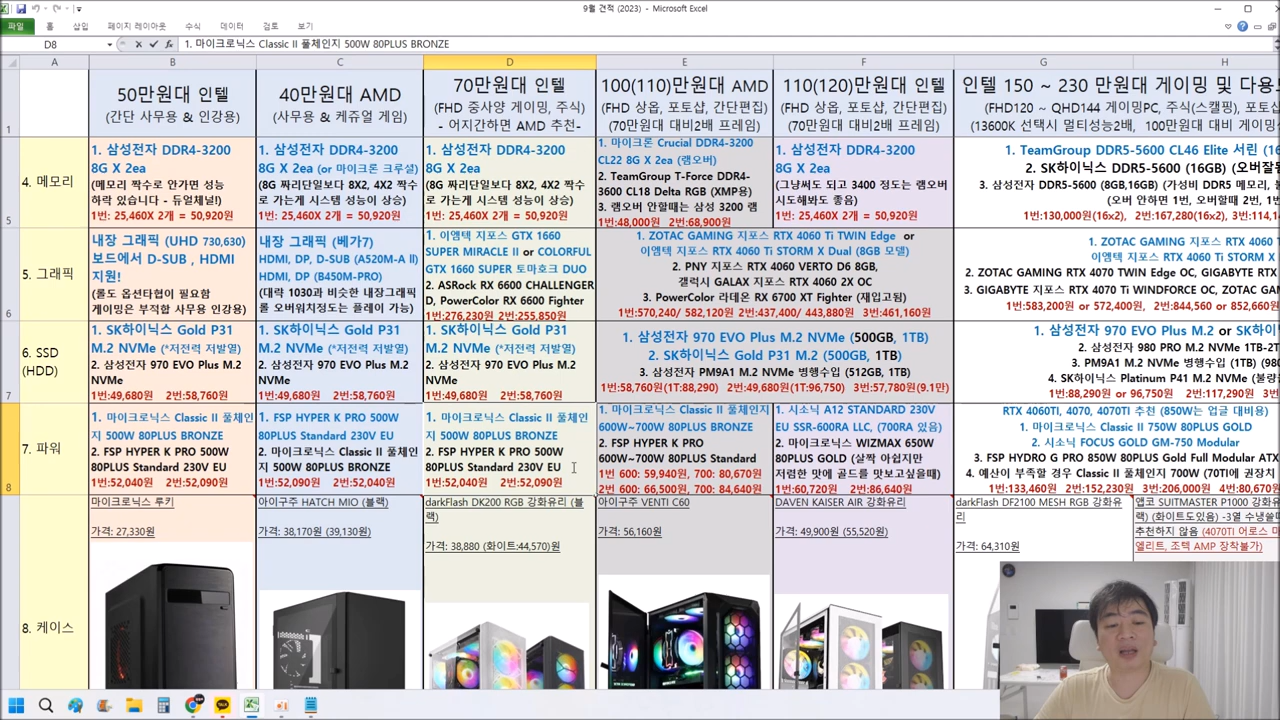 9월 견적 (2023) - Microsoft Excel
파일 홈 삽입 페이지 레이아웃 수식 데이터 검토 보기
D8 fx 1. 마이크로닉스 Classic II 풀체인지 500W 80PLUS BRONZE
A B C D E F G H
1
50만원대 인텔
(간단 사무용 & 인강용)
40만원대 AMD
(사무용 & 케쥬얼 게임)
70만원대 인텔
(FHD 중사양 게이밍, 주식)
- 어지간하면 AMD 추천-
100(110)만원대 AMD
(FHD 상옵, 포토샵, 간단편집)
(70만원대 대비2배 프레임)
110(120)만원대 인텔
(FHD 상옵, 포토샵, 간단편집)
(70만원대 대비2배 프레임)
인텔 150 ~ 230 만원대 게이밍 및 다용
(FHD120 ~ QHD144 게이밍PC, 주식(스캘핑), 포토샵
(13600K 선택시 멀티성능2배, 100만원대 대비 게이밍
5
4. 메모리
1. 삼성전자 DDR4-3200
8G X 2ea
(메모리 짝수로 안가면 성능
하락 있습니다 - 듀얼체널!)
1번: 25,460X 2개 = 50,920원
1. 삼성전자 DDR4-3200
8G X 2ea (or 마이크론 크루셜)
(8G 짜리단일보다 8X2, 4X2 짝수
로 가는게 시스템 성능이 상승)
1번: 25,460X 2개 = 50,920원
1. 삼성전자 DDR4-3200
8G X 2ea
(8G 짜리단일보다 8X2, 4X2 짝수
로 가는게 시스템 성능이 상승)
1번: 25,460X 2개 = 50,920원
1. 마이크론 Crucial DDR4-3200
CL22 8G X 2ea (램오버)
2. TeamGroup T-Force DDR4-
3600 CL18 Delta RGB (XMP용)
3. 램오버 안할때는 삼성 3200 램
1번:48,000원 2번:68,900원
1. 삼성전자 DDR4-3200
8G X 2ea
(그냥써도 되고 3400 정도는 램오버
시도해봐도 좋음)
1번: 25,460X 2개 = 50,920원
1. TeamGroup DDR5-5600 CL46 Elite 서린 (16
2. SK하이닉스 DDR5-5600 (16GB) (오버잘됨
3. 삼성전자 DDR5-5600 (8GB,16GB) (가성비 DDR5 메모리,
오버 안하면 1번, 오버할때 2번,
1번:130,000원(16x2), 2번:167,280(16x2), 3번:114,1
6
5. 그래픽
내장 그래픽 (UHD 730,630)
보드에서 D-SUB , HDMI
지원!
(롤도 옵션타협이 필요함
게이밍은 부적합 사무용 인강용)
내장 그래픽 (베가7)
HDMI, DP, D-SUB (A520M-A II)
HDMI, DP (B450M-PRO)
(대략 1030과 비슷한 내장그래픽
롤 오버워치정도는 플레이 가능)
1. 이엠텍 지포스 GTX 1660
SUPER MIRACLE II or COLORFUL
GTX 1660 SUPER 토마호크 DUO
2. ASRock RX 6600 CHALLENGER
D, PowerColor RX 6600 Fighter
1번:276,230원 2번:255,850원
1. ZOTAC GAMING 지포스 RTX 4060 Ti TWIN Edge or
이엠텍 지포스 RTX 4060 Ti STORM X Dual (8GB 모델)
2. PNY 지포스 RTX 4060 VERTO D6 8GB,
갤럭시 GALAX 지포스 RTX 4060 2X OC
3. PowerColor 라데온 RX 6700 XT Fighter (재입고됨)
1번:570,240/ 582,120원 2번:437,400/ 443,880원 3번:461,160원
1. ZOTAC GAMING 지포스 RTX 4060
이엠텍 지포스 RTX 4060 Ti STORM X
2. ZOTAC GAMING RTX 4070 TWIN Edge OC, GIGABYTE RTX
3. GIGABYTE 지포스 RTX 4070 Ti WINDFORCE OC, ZOTAC GAM
1번:583,200원 or 572,400원, 2번:844,560 or 852,660원
7
6. SSD
(HDD)
1. SK하이닉스 Gold P31
M.2 NVMe (*저전력 저발열)
2. 삼성전자 970 EVO Plus M.2
NVMe
1번:49,680원 2번:58,760원
1. SK하이닉스 Gold P31
M.2 NVMe (*저전력 저발열)
2. 삼성전자 970 EVO Plus M.2
NVMe
1번:49,680원 2번:58,760원
1. SK하이닉스 Gold P31
M.2 NVMe (*저전력 저발열)
2. 삼성전자 970 EVO Plus M.2
NVMe
1번:49,680원 2번:58,760원
1. 삼성전자 970 EVO Plus M.2 NVMe (500GB, 1TB)
2. SK하이닉스 Gold P31 M.2 (500GB, 1TB)
3. 삼성전자 PM9A1 M.2 NVMe 병행수입 (512GB, 1TB)
1번:58,760원(1T:88,290) 2번:49,680원(1T:96,750) 3번:57,780원(9.1만)
1. 삼성전자 970 EVO Plus M.2 or SK하이
2. 삼성전자 980 PRO M.2 NVMe 1TB-2T
3. PM9A1 M.2 NVMe 병행수입 (1TB) (98
4. SK하이닉스 Platinum P41 M.2 NVMe (불량
1번:88,290원 or 96,750원 2번:117,290원 3번
8
7. 파워
1. 마이크로닉스 Classic II 풀체인
지 500W 80PLUS BRONZE
2. FSP HYPER K PRO 500W
80PLUS Standard 230V EU
1번:52,040원 2번:52,090원
1. FSP HYPER K PRO 500W
80PLUS Standard 230V EU
2. 마이크로닉스 Classic II 풀체인
지 500W 80PLUS BRONZE
1번:52,040원 2번:52,090원
1. 마이크로닉스 Classic II 풀체인
지 500W 80PLUS BRONZE
2. FSP HYPER K PRO 500W
80PLUS Standard 230V EU
1번:52,040원 2번:52,090원
1. 마이크로닉스 Classic II 풀체인지
600W~700W 80PLUS BRONZE
2. FSP HYPER K PRO
600W~700W 80PLUS Standard
1번 600: 59,940원, 700: 80,670원
2번 600: 66,500원, 700: 84,640원
1. 시소닉 A12 STANDARD 230V
EU SSR-600RA LLC, (700RA 있음)
2. 마이크로닉스 WIZMAX 650W
80PLUS GOLD (살짝 아쉽지만
저렴한 맛에 골드를 맛보고싶을때)
1번:60,720원 2번:86,640원
RTX 4060TI, 4070, 4070TI 추천 (850W는 업글 대비용)
1. 마이크로닉스 Classic II 750W 80PLUS GOLD
2. 시소닉 FOCUS GOLD GM-750 Modular
3. FSP HYDRO G PRO 850W 80PLUS Gold Full Modular ATX
4. 예산이 부족할 경우 Classic II 700W (70TI에 권장치
1번:133,460원 2번:152,230원 3번:206,000원 4번:80,670원
8. 케이스
마이크로닉스 루키
가격: 27,330원
아이구주 HATCH MIO (블랙)
가격: 38,170원 (39,130원)
darkFlash DK200 RGB 강화유리 (블
랙)
가격: 38,880 (화이트:44,570)원
아이구주 VENTI C60
가격: 56,160원
DAVEN KAISER AIR 강화유리
가격: 49,900원 (55,520원)
darkFlash DF2100 MESH RGB 강화유
리
가격: 64,310원
앱코 SUITMASTER P1000 강화
랙) (화이트도있음) -3열 수냉쓸때
추천하지 않음 (4070TI 어로스 마
엘리트, 조텍 AMP 장착불가)